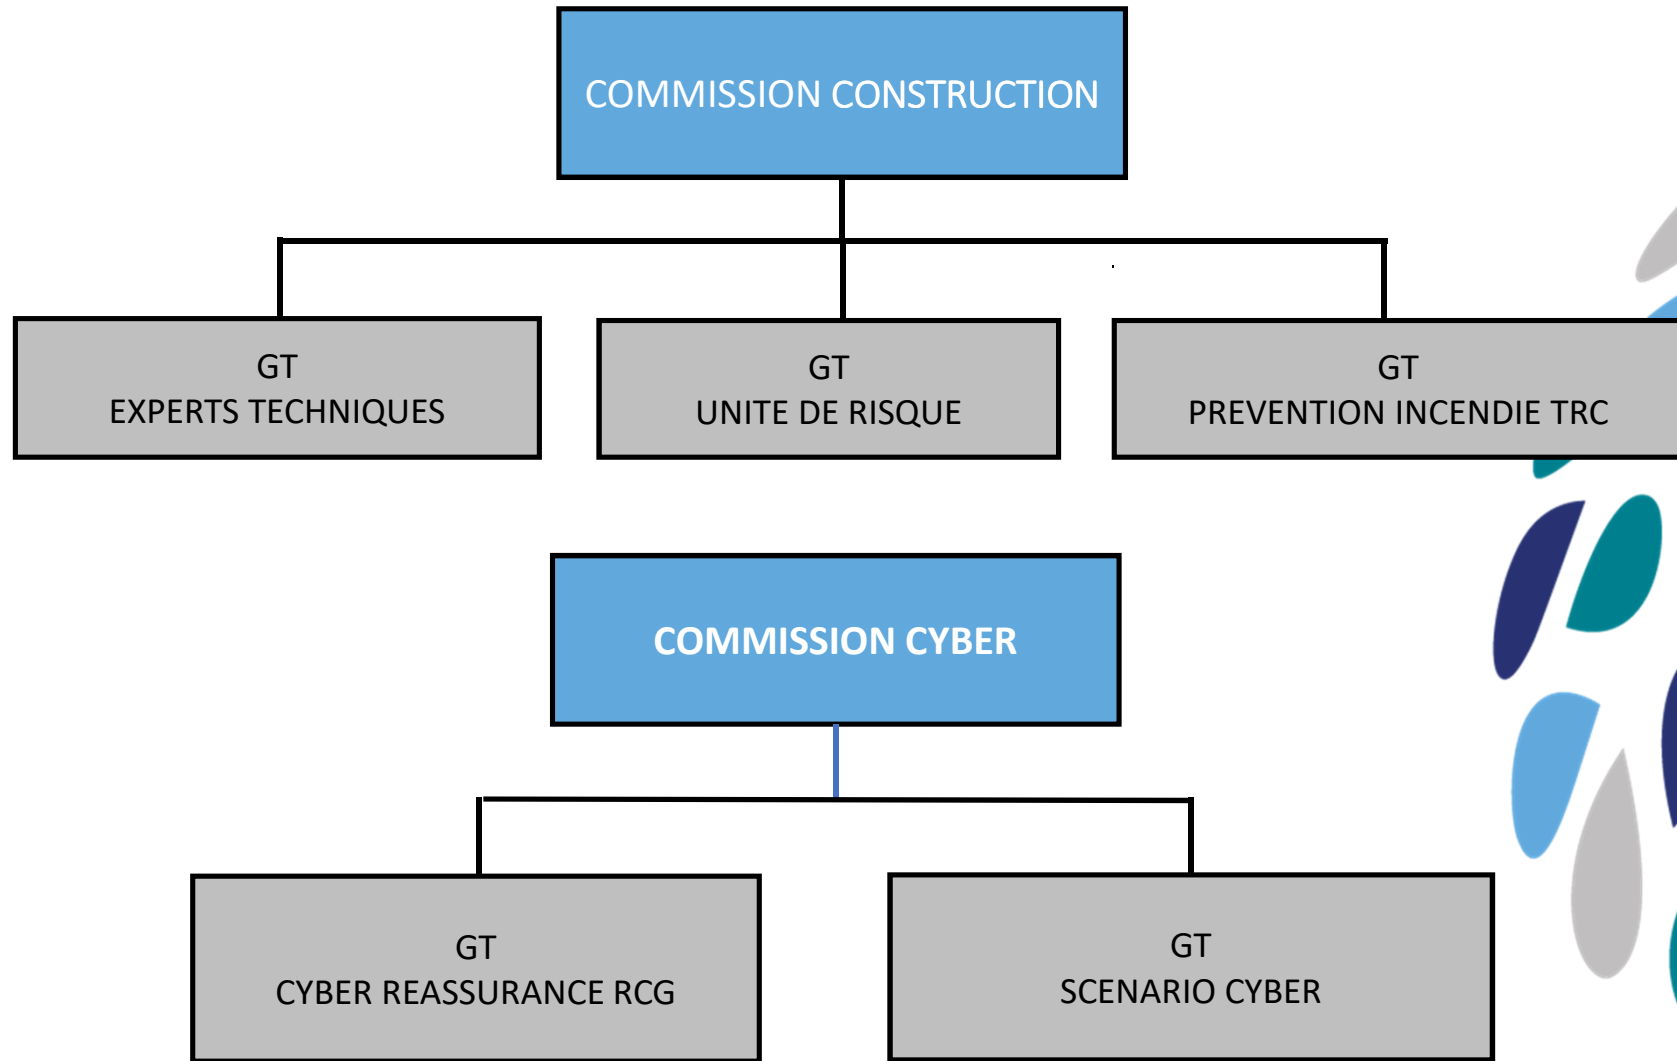 COMMISSION CONSTRUCTION
GT
EXPERTS TECHNIQUES
GT
UNITE DE RISQUE
GT
PREVENTION INCENDIE TRC
COMMISSION CYBER
GT
CYBER REASSURANCE RCG
GT
SCENARIO CYBER